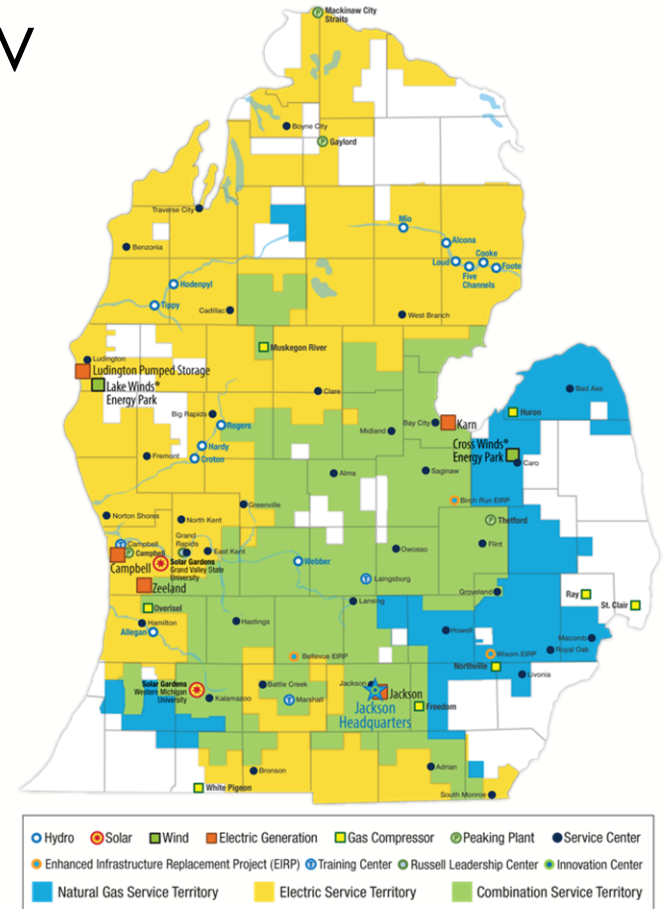 V
Mackinaw City
Straits
Boyne City
Gaylord
Traverse City
Benzonia
Mio
Alcona
Cooke
Loud
Foote
Five
Channels
Hodenpyl
Tippy
Cadillac
West Branch
Muskegon River
Ludington
Ludington Pumped Storage
Lake Winds®
Energy Park
Clare
Bad Axe
Big Rapids
Huron
Rogers
Bay City
Karn
Midland
Hardy
Cross Winds®
Energy Park
Fremont
Croton
Caro
Alma
Saginaw
Birch Run EIRP
Greenville
Norton Shores
North Kent
Thetford
Grand
Rapids
Campbell
Campbell
East Kent
Owosso
Flint
Campbell
Solar Gardens
Grand Valley State
University
Webber
Laingsburg
Zeeland
Groveland
Ray
Lansing
St. Clair
Overisel
Hamilton
Hastings
Allegan
Howell
Macomb
Royal Oak
Bellevue EIRP
Wixom EIRP
Northville
Livonia
Solar Gardens
Western Michigan
University
Battle Creek
Jackson
Jackson
Kalamazoo
Marshall
Jackson
Headquarters
Freedom
Bronson
Adrian
White Pigeon
South Monroe
Hydro Solar Wind Electric Generation Gas Compressor Peaking Plant Service Center
Enhanced Infrastructure Replacement Project (EIRP) Training Center Russell Leadership Center Innovation Center
Natural Gas Service Territory Electric Service Territory Combination Service Territory